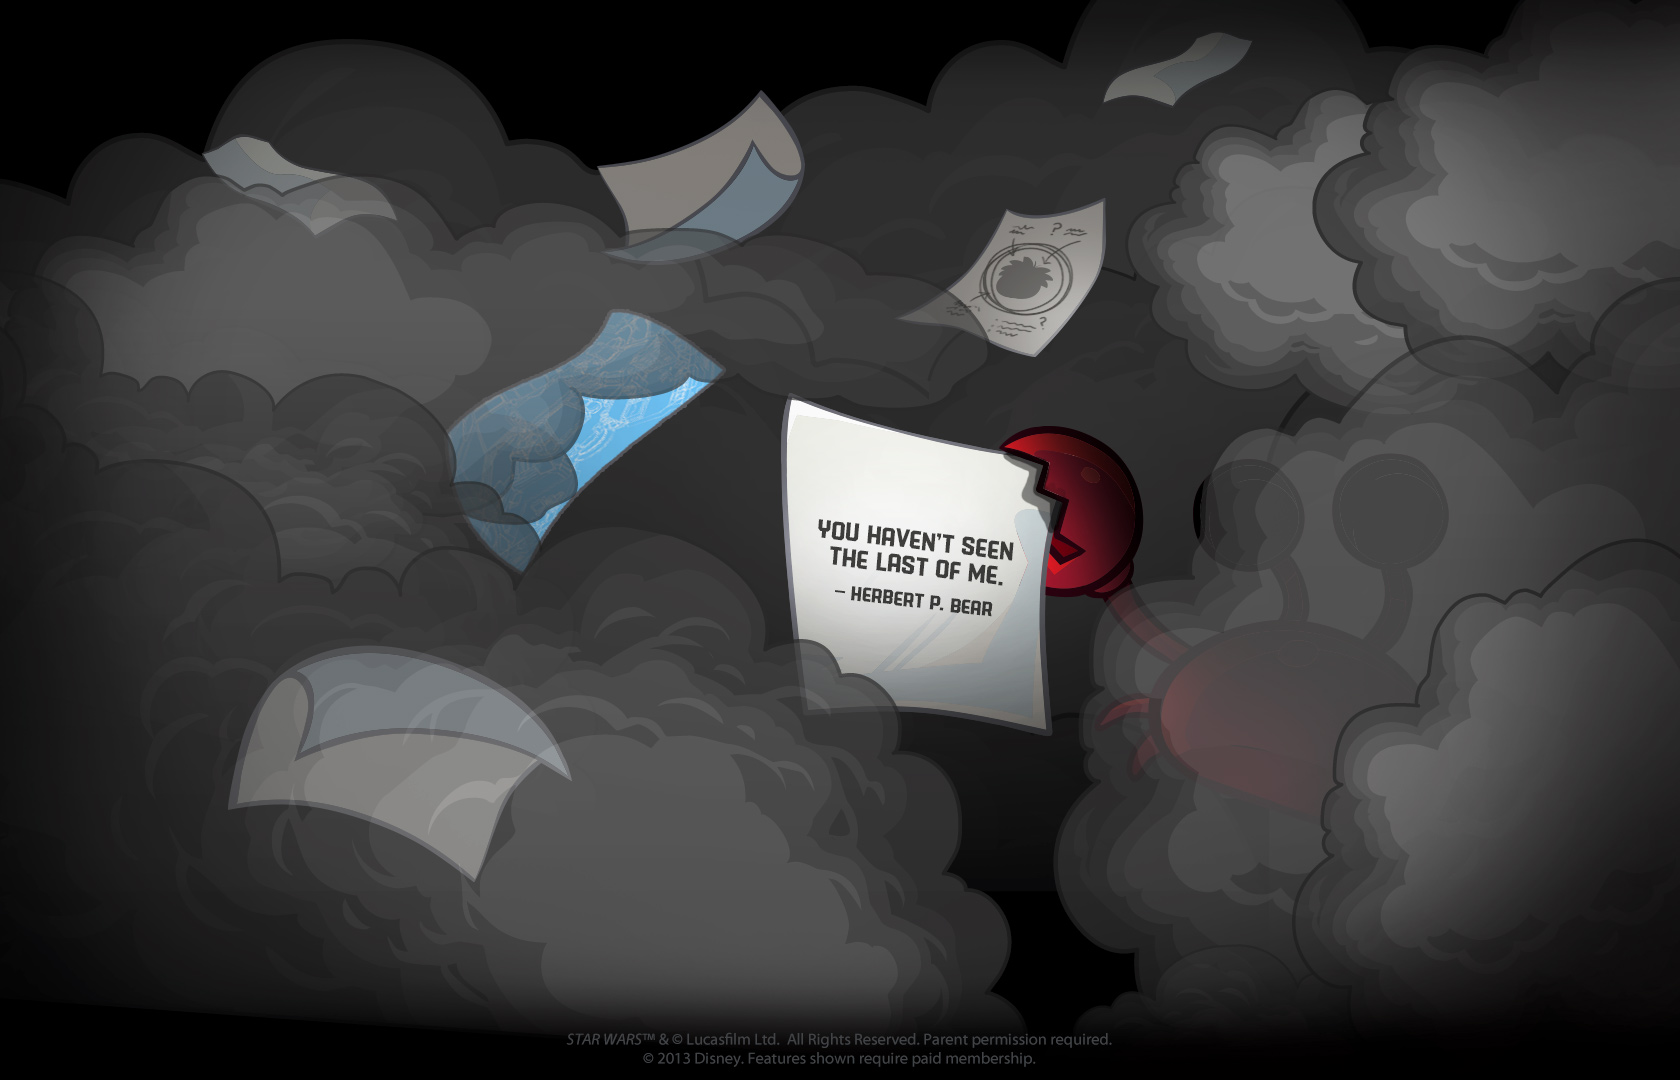 ?
?
YOU HAVEN'T SEEN
THE LAST OF ME.
– HERBERT P. BEAR
STAR WARS™ & © Lucasfilm Ltd. All Rights Reserved. Parent permission required.
© 2013 Disney. Features shown require paid membership.